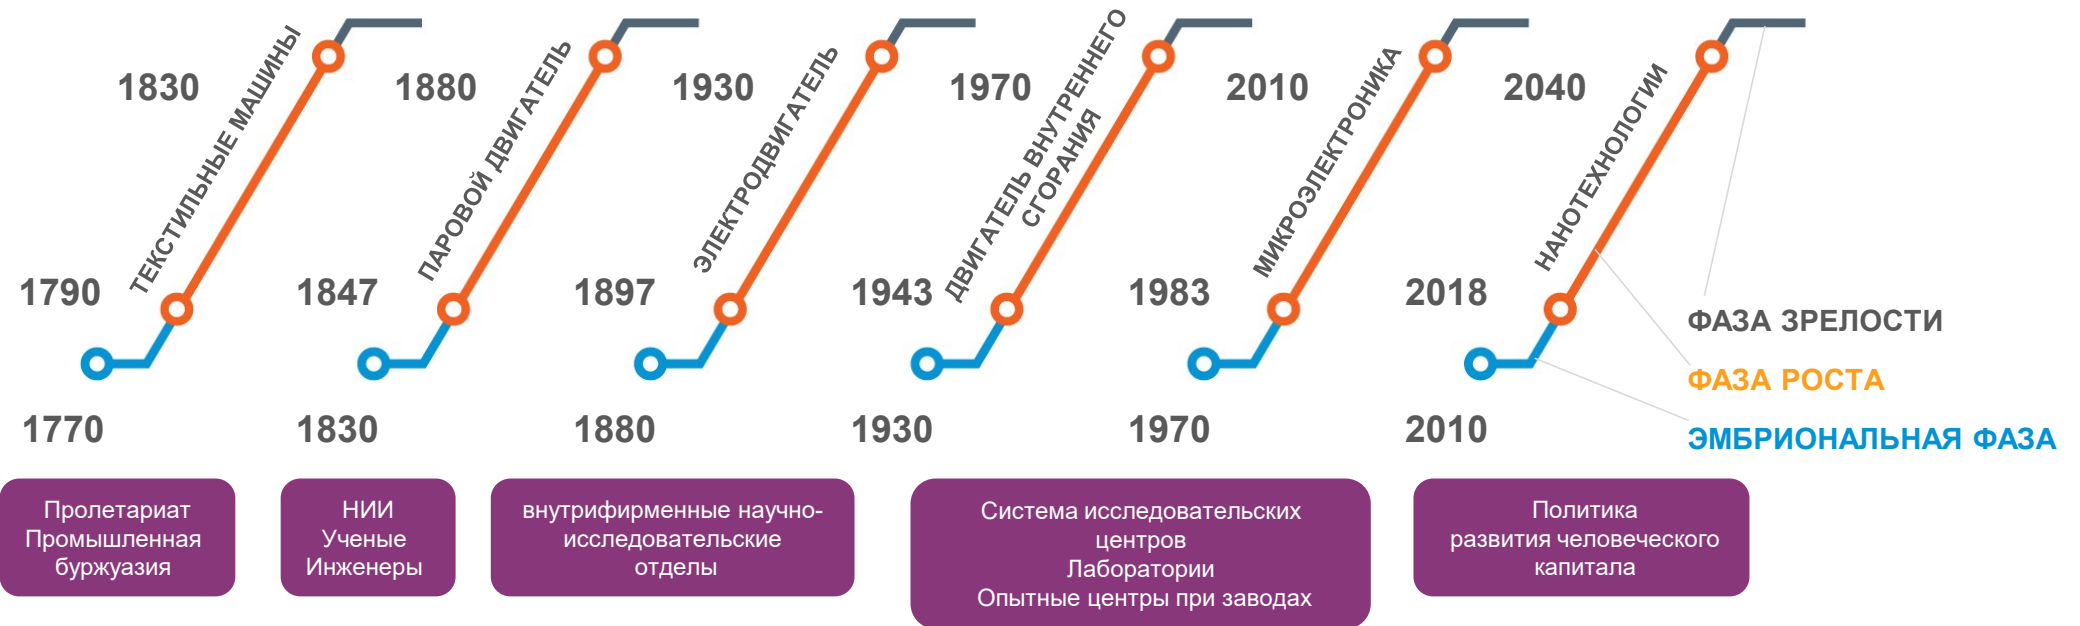 1830
ТЕКСТИЛЬНЫЕ МАШИНЫ
1790
1770
1880
ПАРОВОЙ ДВИГАТЕЛЬ
1847
1830
1930
ЭЛЕКТРОДВИГАТЕЛЬ
1897
1880
1970
ДВИГАТЕЛЬ ВНУТРЕННЕГО
СГОРАНИЯ
1943
1930
2010
МИКРОЭЛЕКТРОНИКА
1983
1970
2040
НАНОТЕХНОЛОГИИ
2018
2010
ФАЗА ЗРЕЛОСТИ
ФАЗА РОСТА
ЭМБРИОНАЛЬНАЯ ФАЗА
Пролетариат
Промышленная
буржуазия
НИИ
Ученые
Инженеры
внутрифирменные научно-
исследовательские
отделы
Система исследовательских
центров
Лаборатории
Опытные центры при заводах
Политика
развития человеческого
капитала